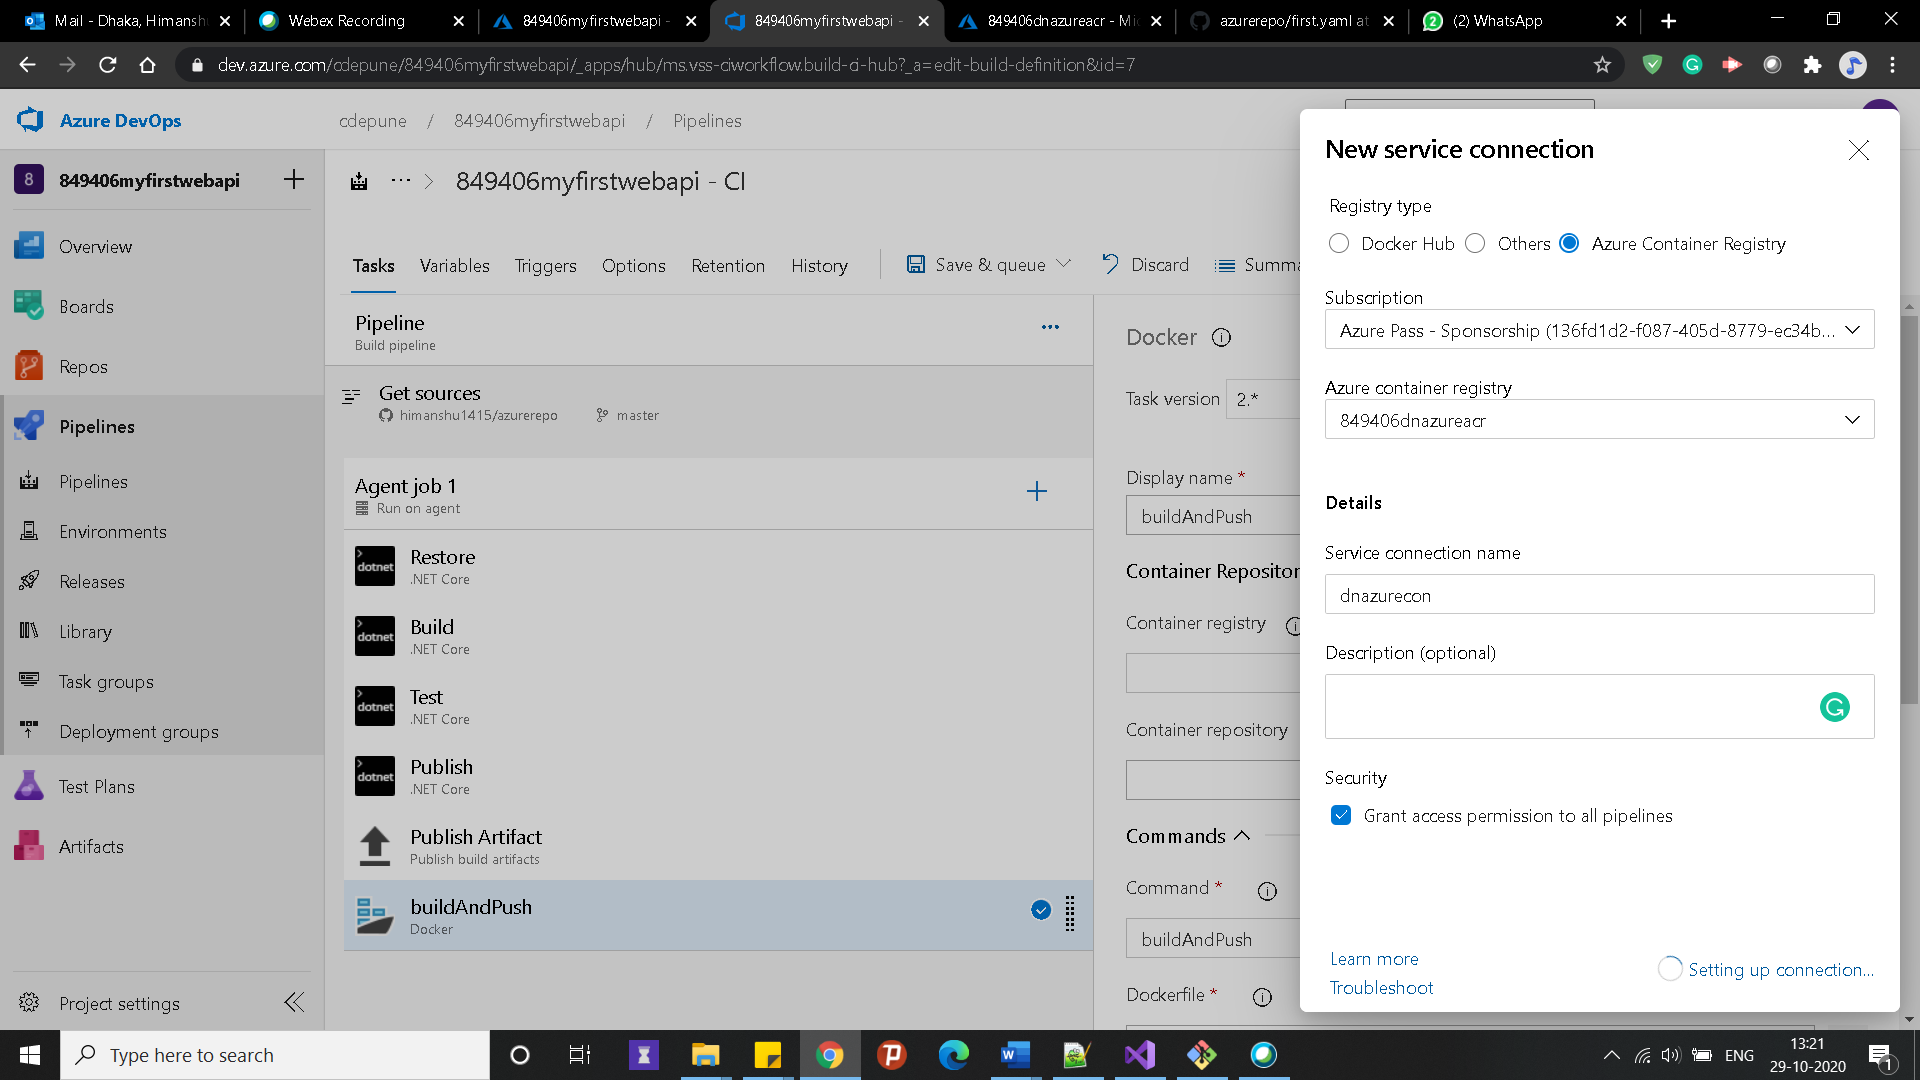 Mail - Dhaka, Himansh
Webex Recording
849406myfirstwebapi -
849406myfirstwebapi -
849406dnazureacr - Mi
azurerepo/first.yaml at
(2) WhatsApp
dev.azure.com/cdepune/849406myfirstwebapi/_apps/hub/ms.vss-ciworkflow.build-ci-hub?_a=edit-build-definition&id=7
Azure DevOps
cdepune / 849406myfirstwebapi / Pipelines
8 849406myfirstwebapi
Overview
Boards
Repos
Pipelines
Pipelines
Environments
Releases
Library
Task groups
Deployment groups
Test Plans
Artifacts
Project settings
... > 849406myfirstwebapi - CI
Tasks Variables Triggers Options Retention History Save & queue Discard Summa
Pipeline
Build pipeline
Get sources
himanshu1415/azurerepo master
Agent job 1
Run on agent
dotnet Restore
.NET Core
dotnet Build
.NET Core
dotnet Test
.NET Core
dotnet Publish
.NET Core
Publish Artifact
Publish build artifacts
buildAndPush
Docker
Docker
Task version 2.*
Display name *
buildAndPush
Container Repositor
Container registry
Container repository
Commands
Command *
buildAndPush
Dockerfile *
New service connection
Registry type
Docker Hub Others Azure Container Registry
Subscription
Azure Pass - Sponsorship (136fd1d2-f087-405d-8779-ec34b...
Azure container registry
849406dnazureacr
Details
Service connection name
dnazurecon
Description (optional)
Security
Grant access permission to all pipelines
Learn more
Troubleshoot
Setting up connection...
Type here to search
ENG
13:21
29-10-2020
1